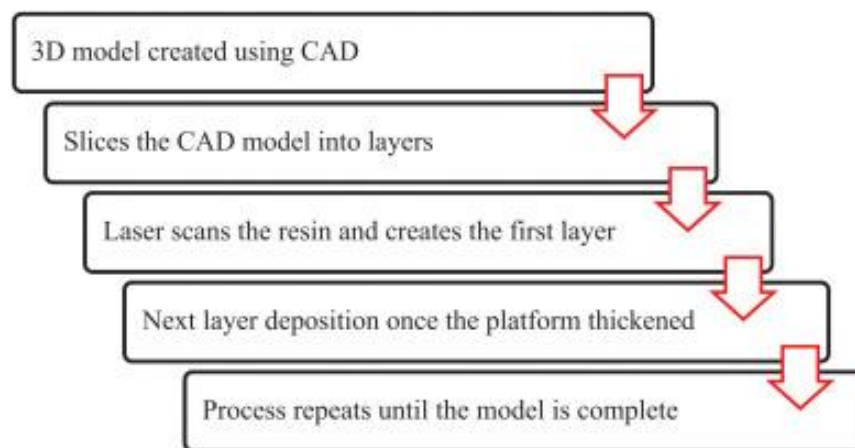 3D model created using CAD
Slices the CAD model into layers
Laser scans the resin and creates the first layer
Next layer deposition once the platform thickened
Process repeats until the model is complete